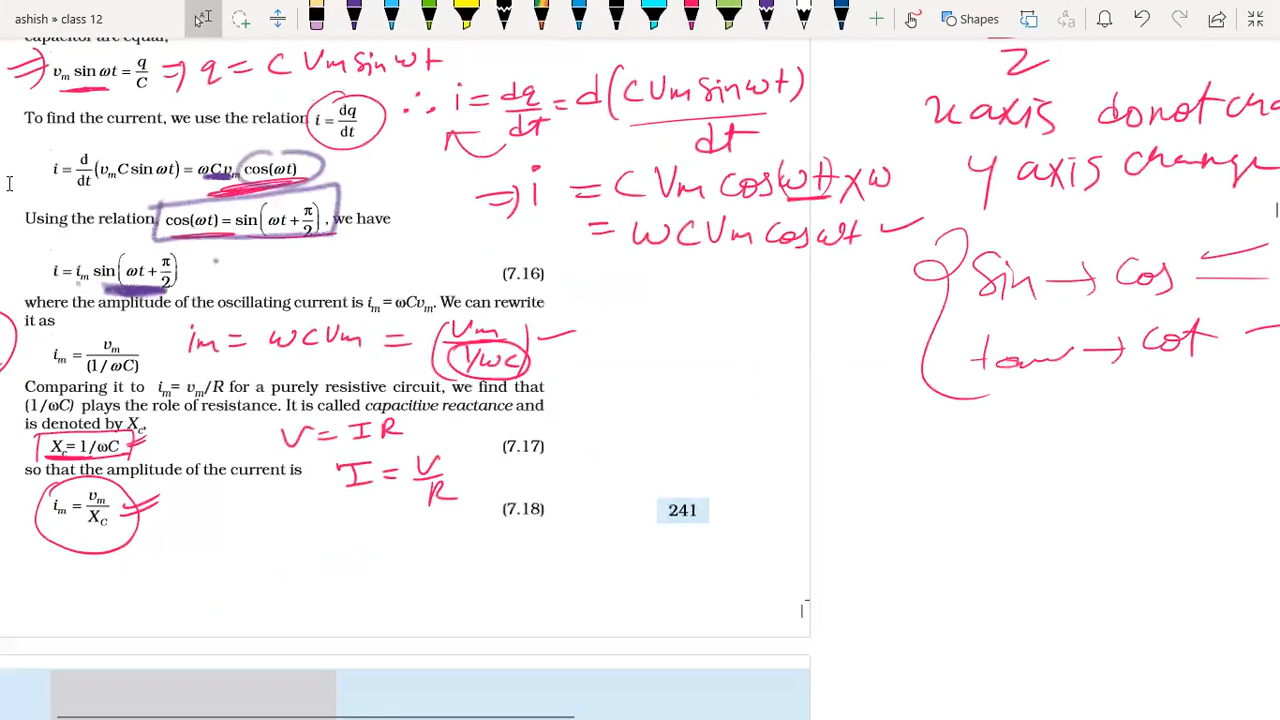 ashish » class 12
Shapes
capacitor are equal,
⇒ v_m sin ωt = q/C ⇒ q = C Vm sin ωt
To find the current, we use the relation i = dq/dt
∴ i = dq/dt = d(CVm sin ωt)/dt
i = d/dt (v_m C sin ωt) = ωC v_m cos(ωt)
⇒ i = CVm cos(ωt) × ω
= ωCVm cos ωt
Using the relation, cos(ωt) = sin(ωt + π/2), we have
i = i_m sin(ωt + π/2) (7.16)
where the amplitude of the oscillating current is i_m = ωCv_m. We can rewrite
it as
i_m = v_m/(1/ωC)
im = ωCVm = (Vm/(1/ωC))
Comparing it to i_m = v_m/R for a purely resistive circuit, we find that
(1/ωC) plays the role of resistance. It is called capacitive reactance and
is denoted by X_c,
X_c = 1/ωC (7.17)
V = IR
so that the amplitude of the current is
I = V/R
i_m = v_m/X_C (7.18)
241
2
x axis do not
y axis change
Sin → Cos
tan → cot